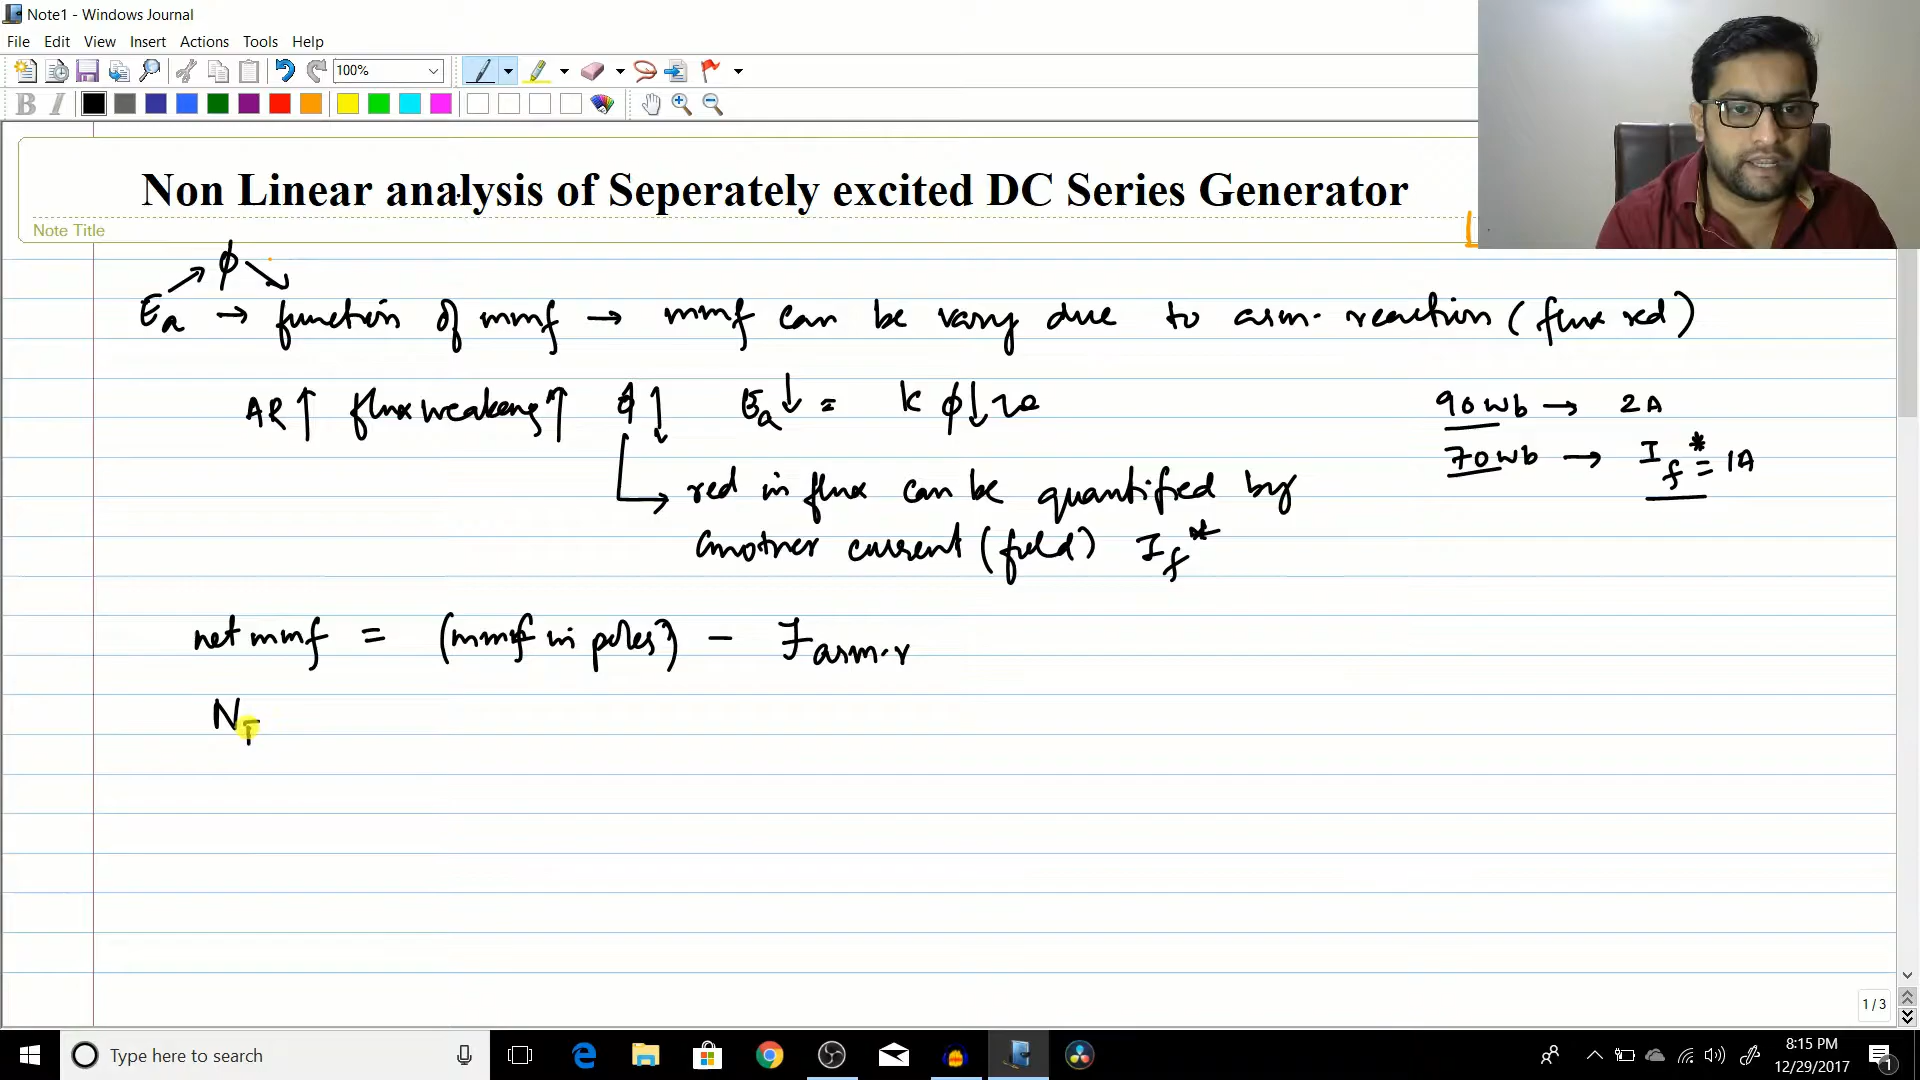 Note1 - Windows Journal
File Edit View Insert Actions Tools Help
100%
B I
Non Linear analysis of Seperately excited DC Series Generator
Note Title
ϕ
Ea → function of mmf → mmf can be vary due to arm. reaction (flux red)
AR ↑ flux weakeng ↑ ϕ ↓ Ea ↓ = k ϕ ↓ ω
90 wb → 2A
70 wb → If* = 1A
red in flux can be quantified by
another current (field) If*
net mmf = (mmf in poles) - Farm.r
NF
1 / 3
Type here to search
8:15 PM
12/29/2017
1